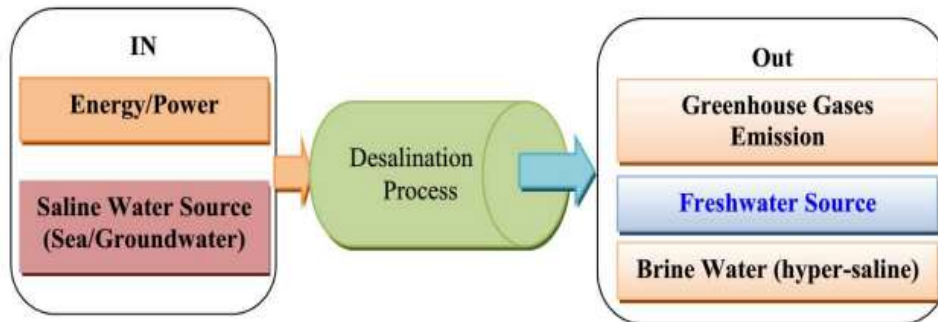 IN
Energy/Power
Saline Water Source
(Sea/Groundwater)
Desalination
Process
Out
Greenhouse Gases
Emission
Freshwater Source
Brine Water (hyper-saline)